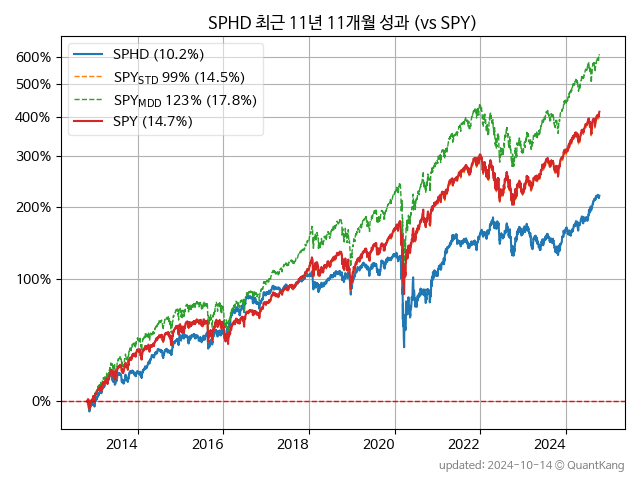 SPHD 최근 11년 11개월 성과 (vs SPY)
SPHD (10.2%)
SPY_STD 99% (14.5%)
SPY_MDD 123% (17.8%)
SPY (14.7%)
600%
500%
400%
300%
200%
100%
0%
2014 2016 2018 2020 2022 2024
updated: 2024-10-14 © QuantKang